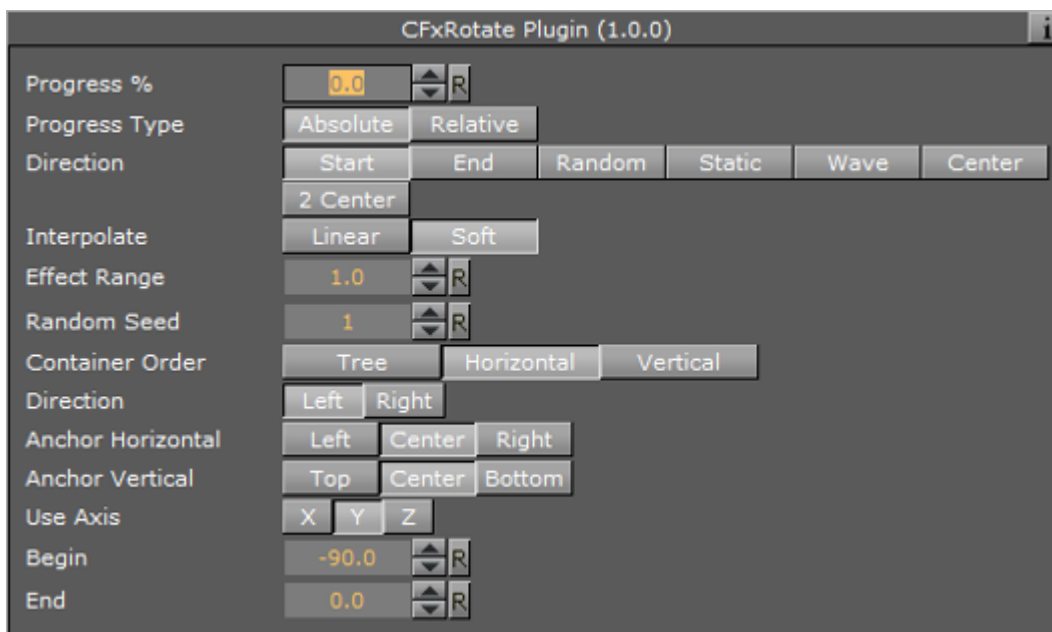 CFxRotate Plugin (1.0.0) i
Progress % 0.0 R
Progress Type Absolute Relative
Direction Start End Random Static Wave Center
2 Center
Interpolate Linear Soft
Effect Range 1.0 R
Random Seed 1 R
Container Order Tree Horizontal Vertical
Direction Left Right
Anchor Horizontal Left Center Right
Anchor Vertical Top Center Bottom
Use Axis X Y Z
Begin -90.0 R
End 0.0 R